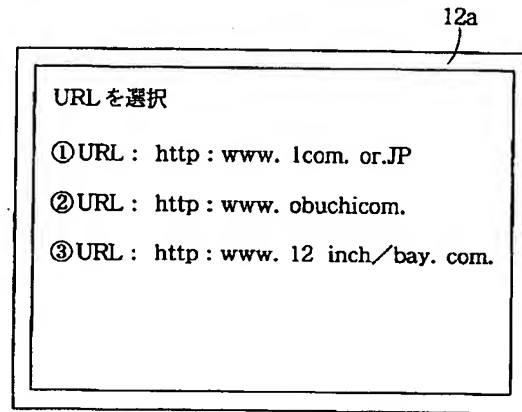 12a
URLを選択
①URL: http:www. 1com. or.JP
②URL: http:www. obuchicom.
③URL: http:www. 12 inch/bay. com.